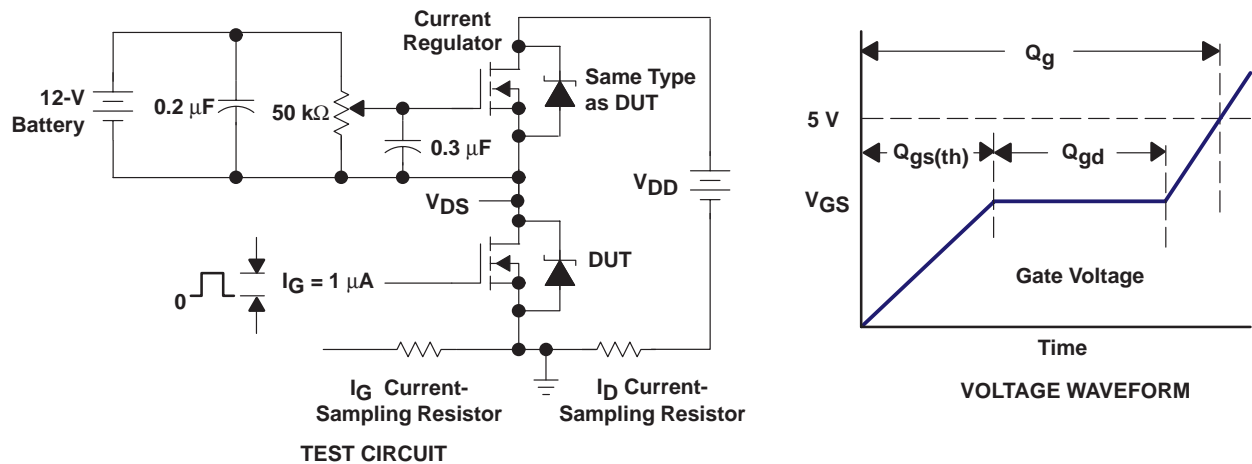 Current
Regulator
12-V
Battery
0.2 μF
50 kΩ
Same Type
as DUT
0.3 μF
VDD
VDS
DUT
0
IG = 1 μA
IG Current-
Sampling Resistor
ID Current-
Sampling Resistor
TEST CIRCUIT
Qg
5 V
Qgs(th)
Qgd
VGS
Gate Voltage
Time
VOLTAGE WAVEFORM